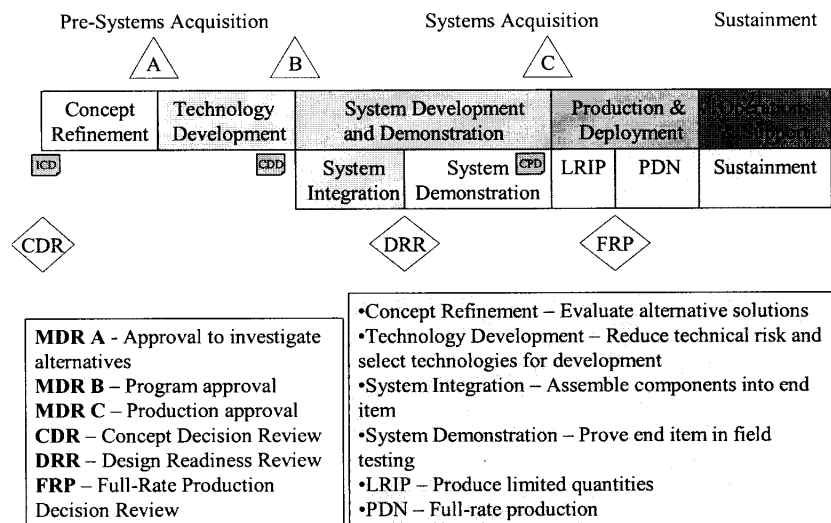 Pre-Systems Acquisition Systems Acquisition Sustainment
A B C
Concept Refinement
Technology Development
System Development and Demonstration
Production & Deployment
Operations & Support
ICD CDD
System Integration
System Demonstration
CPD
LRIP PDN Sustainment
CDR DRR FRP
MDR A - Approval to investigate
alternatives
MDR B – Program approval
MDR C – Production approval
CDR – Concept Decision Review
DRR – Design Readiness Review
FRP – Full-Rate Production
Decision Review
•Concept Refinement – Evaluate alternative solutions
•Technology Development – Reduce technical risk and
select technologies for development
•System Integration – Assemble components into end
item
•System Demonstration – Prove end item in field
testing
•LRIP – Produce limited quantities
•PDN – Full-rate production